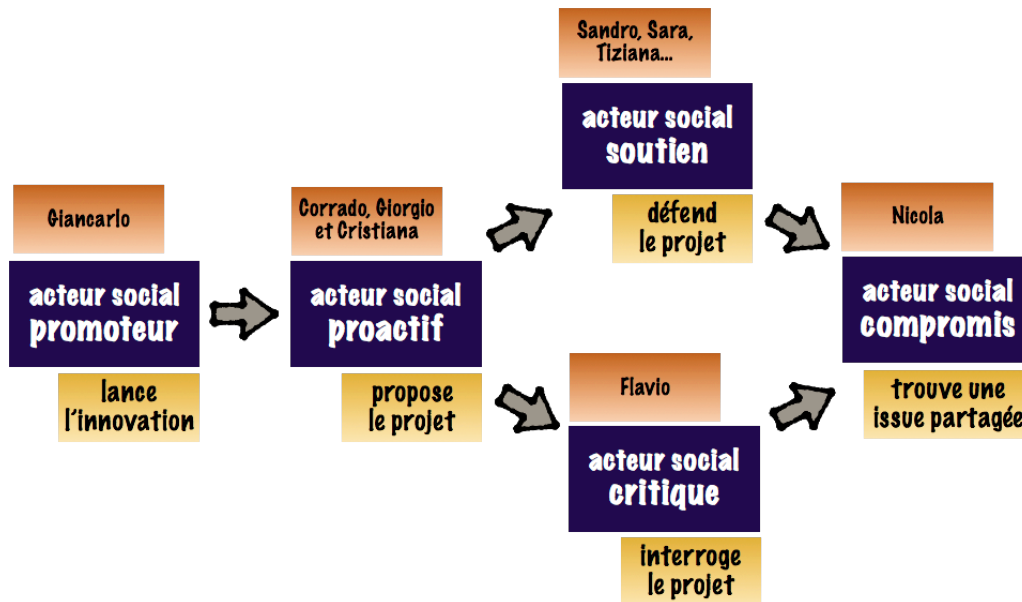 Giancarlo
acteur social
promoteur
lance
l'innovation
Corrado, Giorgio
et Cristiana
acteur social
proactif
propose
le projet
Sandro, Sara,
Tiziana...
acteur social
soutien
défend
le projet
Flavio
acteur social
critique
interroge
le projet
Nicola
acteur social
compromis
trouve une
issue partagée